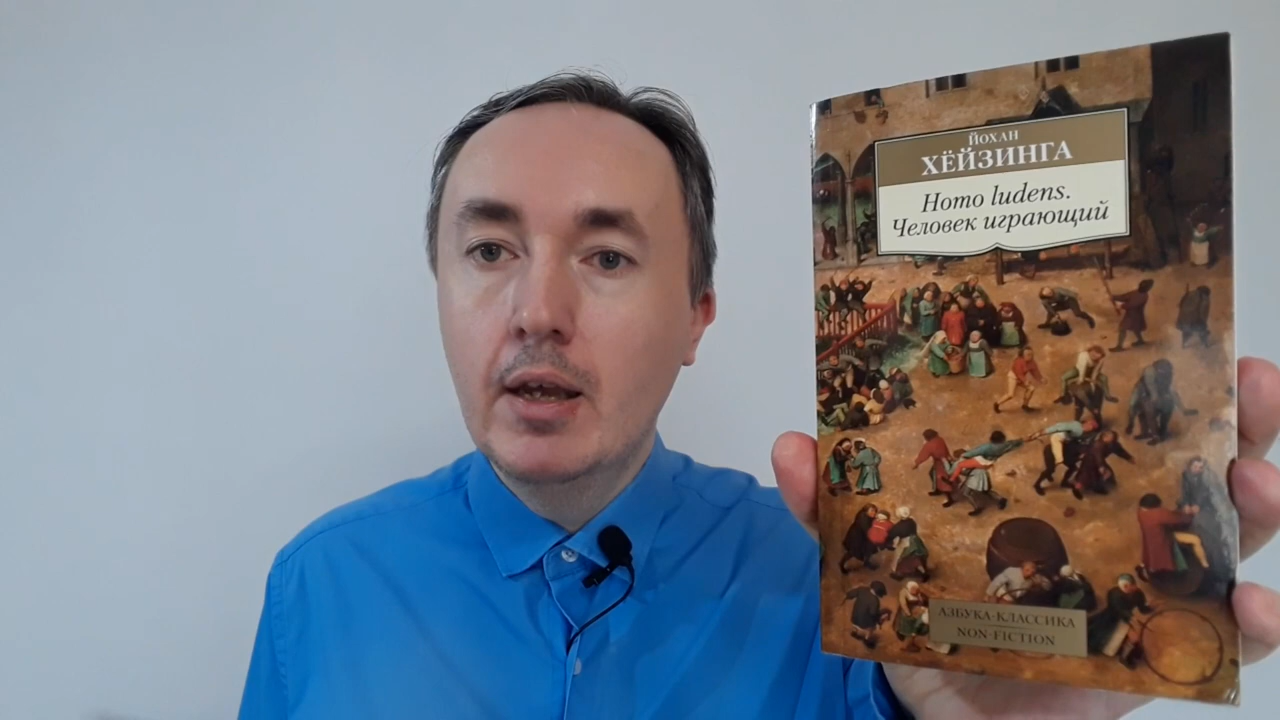 ЙОХАН
ХЁЙЗИНГА
Homo ludens.
Человек играющий
АЗБУКА-КЛАССИКА
NON-FICTION